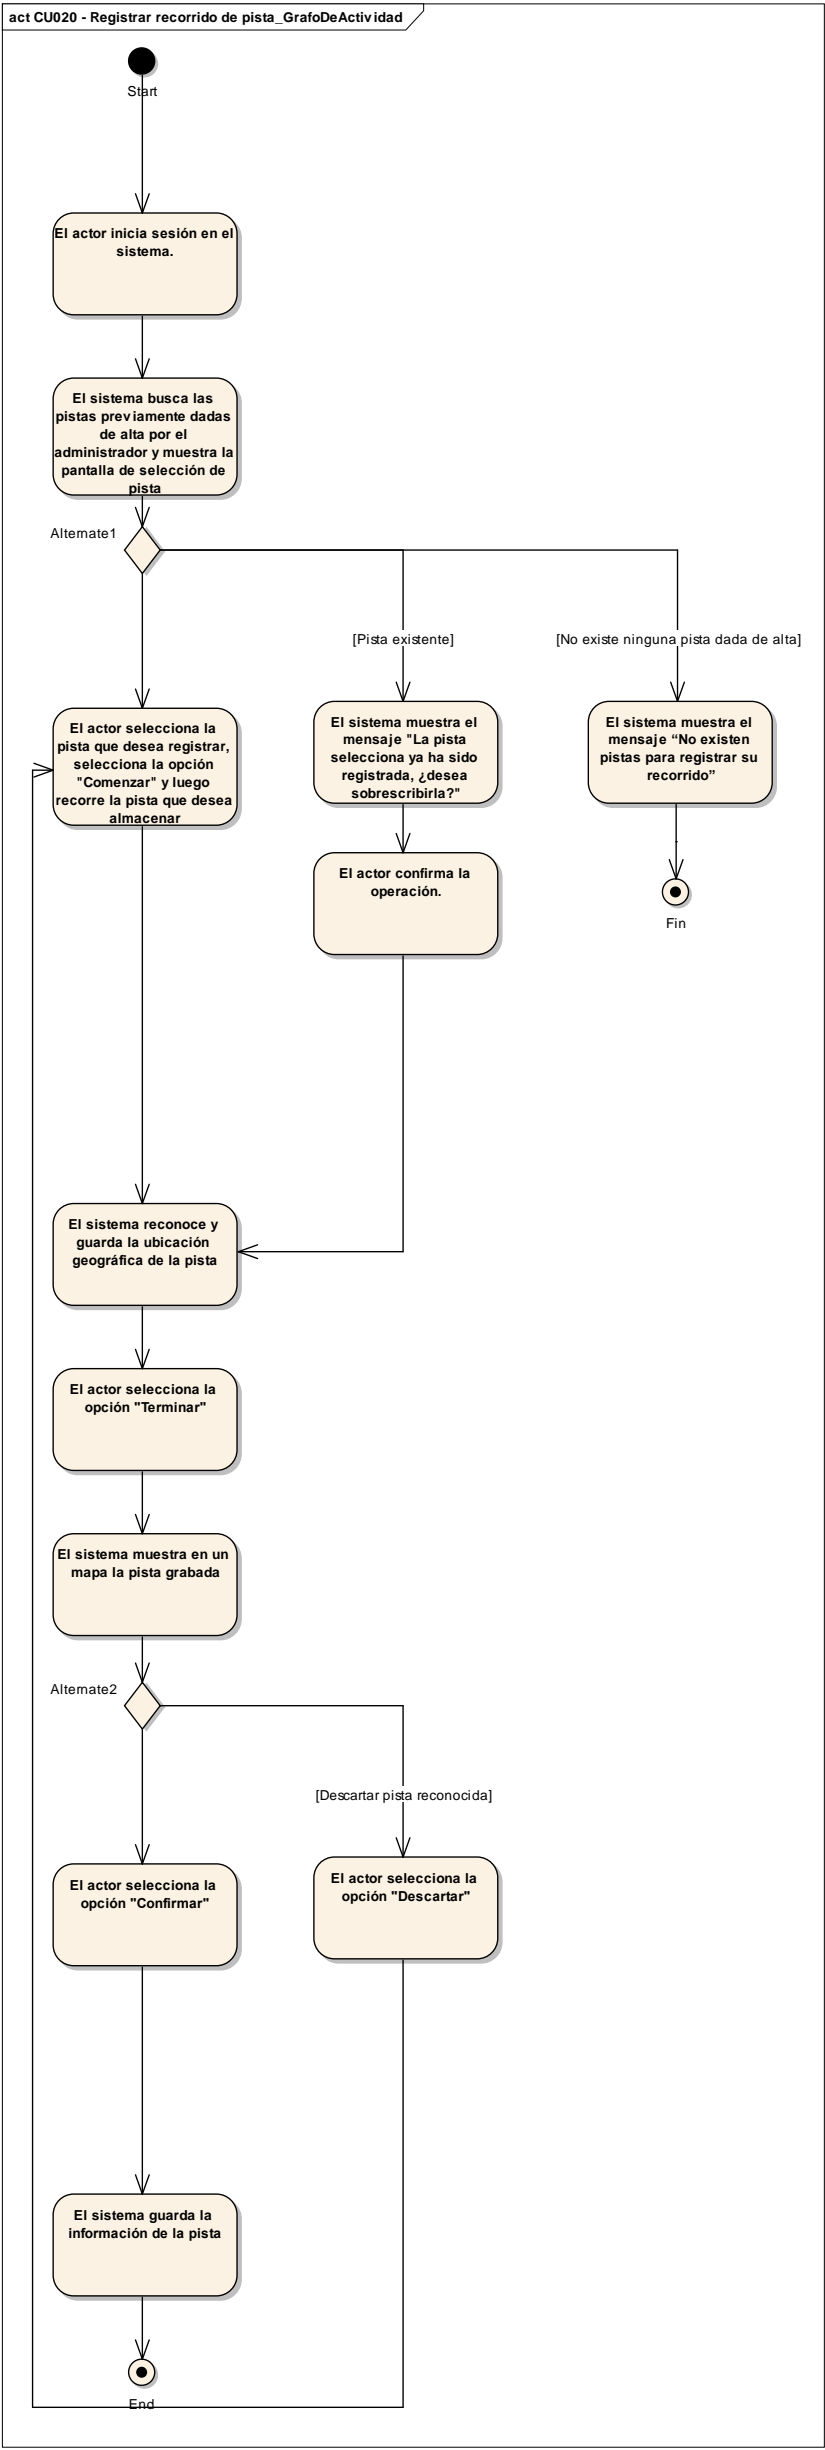 act CU020 - Registrar recorrido de pista_GrafoDeActividad
Start
El actor inicia sesión en el
sistema.
El sistema busca las
pistas previamente dadas
de alta por el
administrador y muestra la
pantalla de selección de
pista
Alternate1
[Pista existente]
[No existe ninguna pista dada de alta]
El actor selecciona la
pista que desea registrar,
selecciona la opción
"Comenzar" y luego
recorre la pista que desea
almacenar
El sistema muestra el
mensaje "La pista
selecciona ya ha sido
registrada, ¿desea
sobrescribirla?"
El sistema muestra el
mensaje “No existen
pistas para registrar su
recorrido”
El actor confirma la
operación.
Fin
El sistema reconoce y
guarda la ubicación
geográfica de la pista
El actor selecciona la
opción "Terminar"
El sistema muestra en un
mapa la pista grabada
Alternate2
[Descartar pista reconocida]
El actor selecciona la
opción "Confirmar"
El actor selecciona la
opción "Descartar"
El sistema guarda la
información de la pista
End